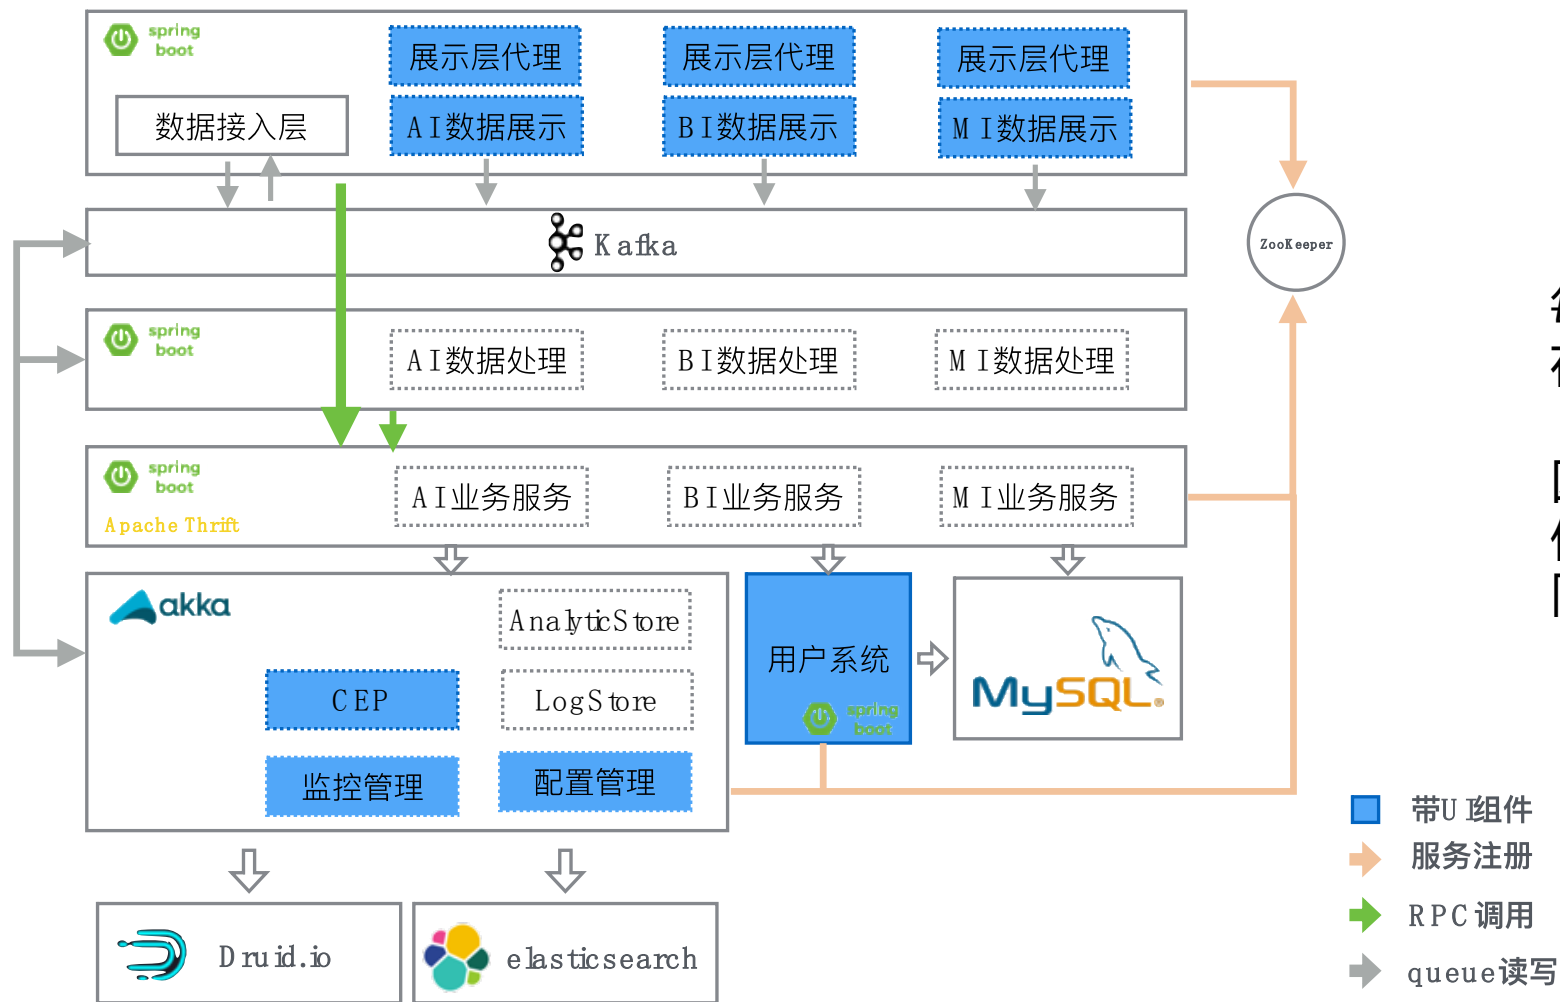 spring
boot
展示层代理
展示层代理
展示层代理
数据接入层
AI数据展示
BI数据展示
MI数据展示
Kafka
ZooKeeper
spring
boot
AI数据处理
BI数据处理
MI数据处理
spring
boot
Apache Thrift
AI业务服务
BI业务服务
MI业务服务
akka
AnalyticStore
CEP
LogStore
监控管理
配置管理
用户系统
spring
boot
MySQL®
Druid.io
elasticsearch
带UI组件
服务注册
RPC调用
queue读写